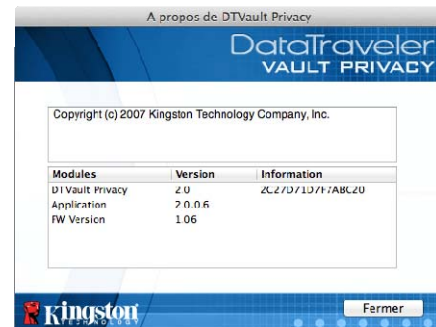 A propos de DTVault Privacy
DataTraveler
VAULT PRIVACY
Copyright (c) 2007 Kingston Technology Company, Inc.
Modules Version Information
DTVault Privacy 2.0
Application 2.0.0.6
FW Version 1.06
Kingston
TECHNOLOGY
Fermer